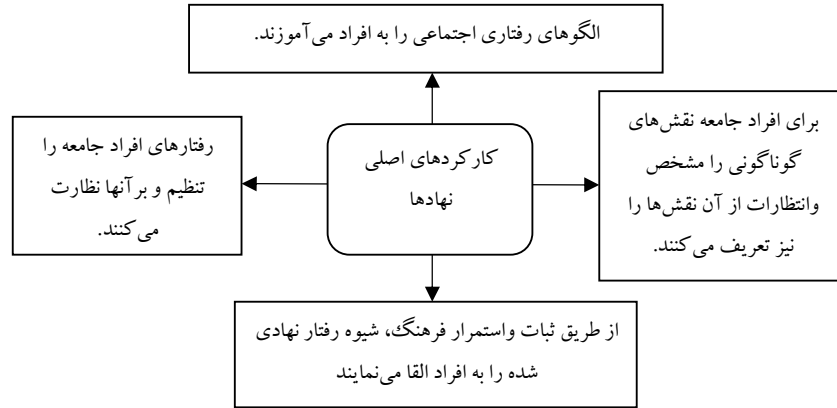 الگوهای رفتاری اجتماعی را به افراد می‌آموزند.
برای افراد جامعه نقش‌های
گوناگونی را مشخص
وانتظارات از آن نقش‌ها را
نیز تعریف می‌کنند.
کارکردهای اصلی
نهادها
رفتارهای افراد جامعه را
تنظیم و برآنها نظارت
می‌کنند.
از طریق ثبات واستمرار فرهنگ، شیوه رفتار نهادی
شده را به افراد القا می‌نمایند